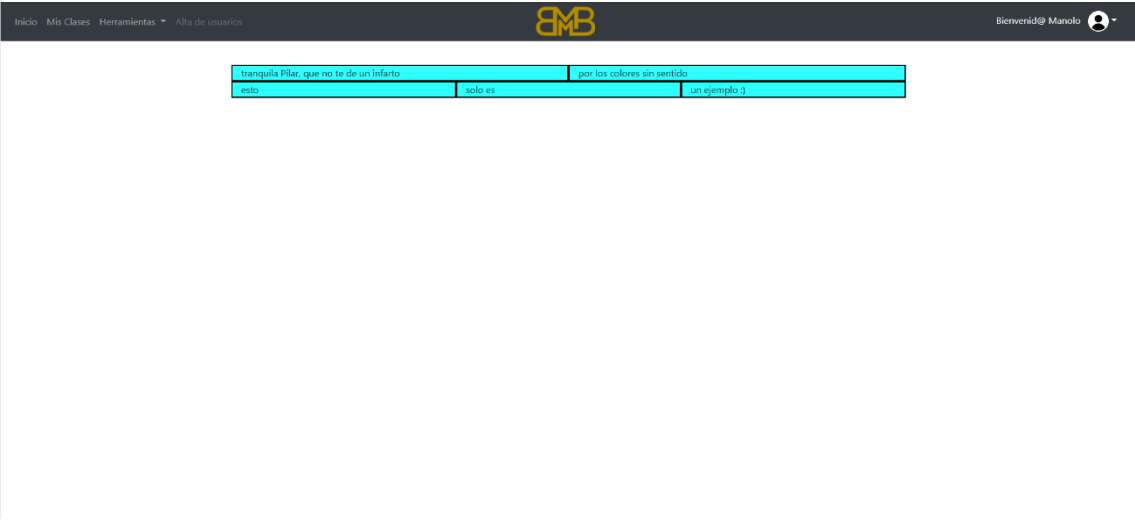 Inicio Mis Clases Herramientas Alta de usuarios BMB Bienvenid@ Manolo
tranquila Pilar, que no te de un infarto por los colores sin sentido
esto solo es un ejemplo :)